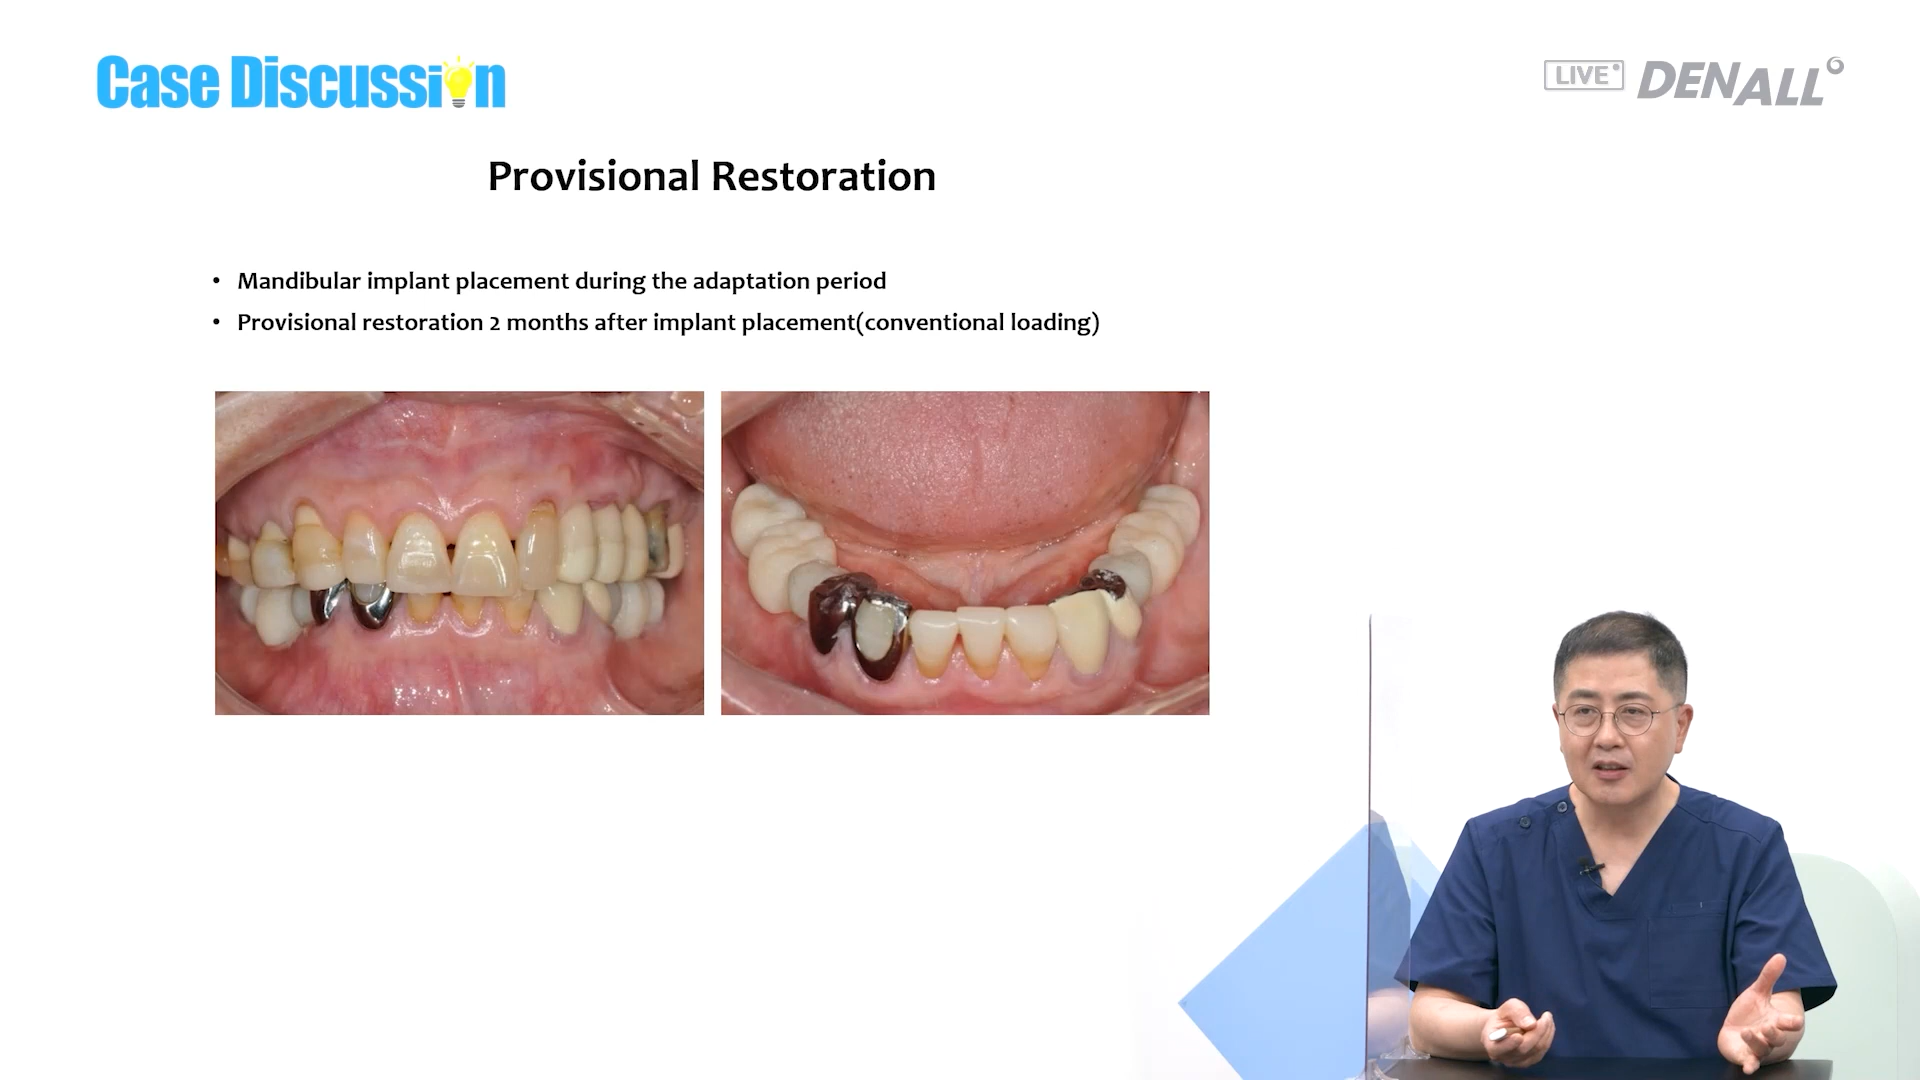 Case Discussion
LIVE DENALL
Provisional Restoration
• Mandibular implant placement during the adaptation period
• Provisional restoration 2 months after implant placement(conventional loading)